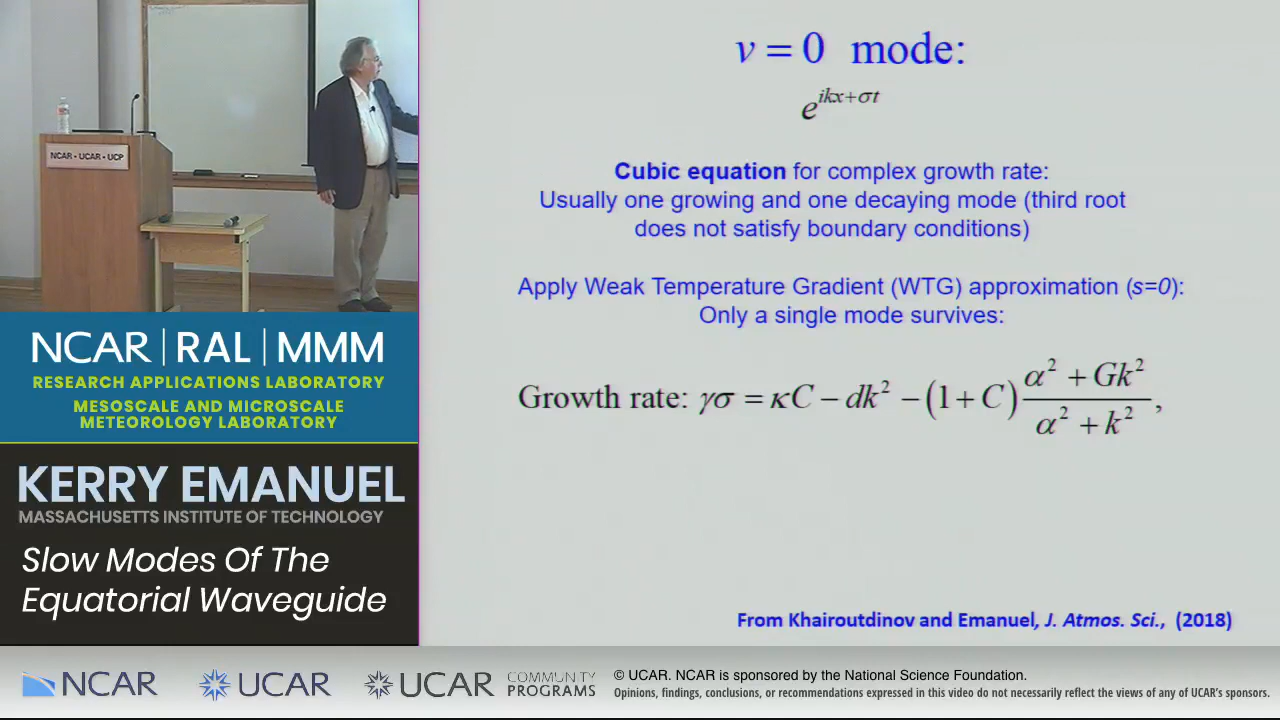 NCAR • UCAR • UCP
NCAR | RAL | MMM
RESEARCH APPLICATIONS LABORATORY
MESOSCALE AND MICROSCALE
METEOROLOGY LABORATORY
KERRY EMANUEL
MASSACHUSETTS INSTITUTE OF TECHNOLOGY
Slow Modes Of The
Equatorial Waveguide
v = 0 mode:
e^{ikx+σt}
Cubic equation for complex growth rate:
Usually one growing and one decaying mode (third root
does not satisfy boundary conditions)
Apply Weak Temperature Gradient (WTG) approximation (s=0):
Only a single mode survives:
Growth rate: γσ = κC − dk² − (1 + C) (α² + Gk²)/(α² + k²),
From Khairoutdinov and Emanuel, J. Atmos. Sci., (2018)
NCAR
UCAR
UCAR
COMMUNITY
PROGRAMS
© UCAR. NCAR is sponsored by the National Science Foundation.
Opinions, findings, conclusions, or recommendations expressed in this video do not necessarily reflect the views of any of UCAR's sponsors.